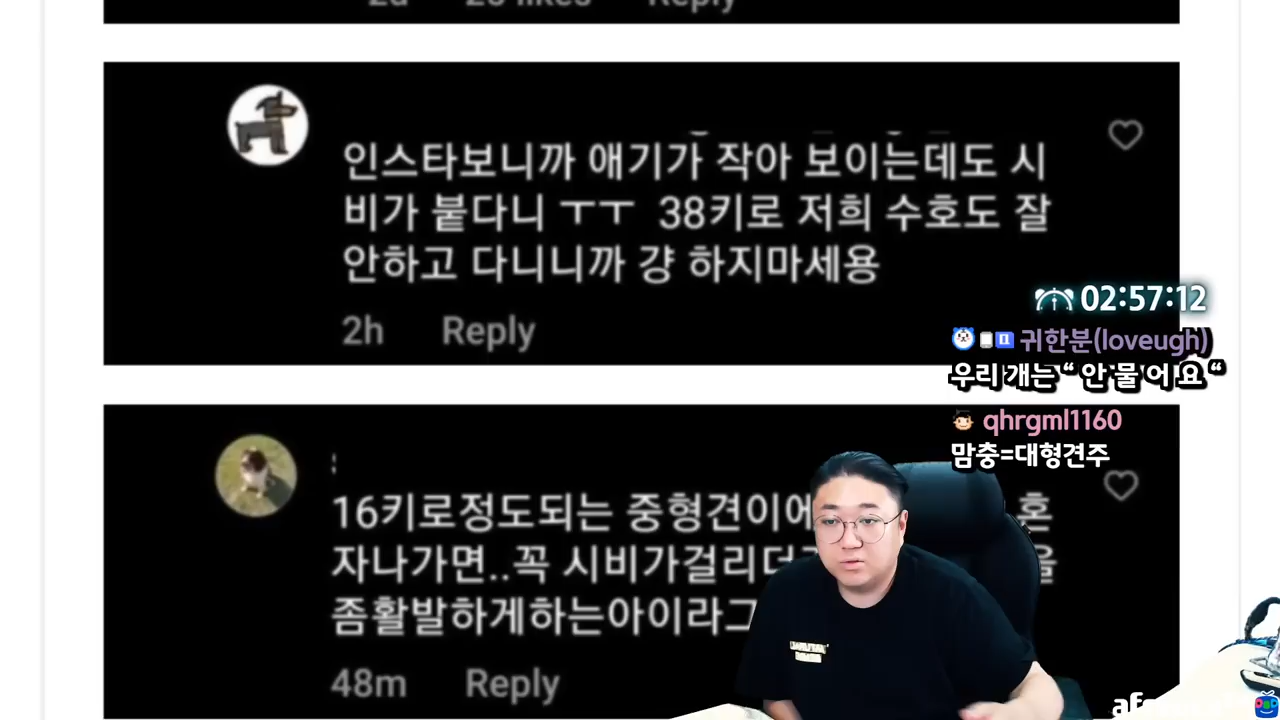 Reply
인스타보니까 애기가 작아 보이는데도 시
비가 붙다니 ㅜㅜ 38키로 저희 수호도 잘
안하고 다니니까 걍 하지마세용
2h Reply
02:57:12
귀한분(loveugh)
우리 개는 “ 안 물 어 요 “
qhrgml1160
맘충=대형견주
16키로정도되는 중형견이에 혼
자나가면..꼭 시비가걸리더
좀활발하게하는아이라그
48m Reply